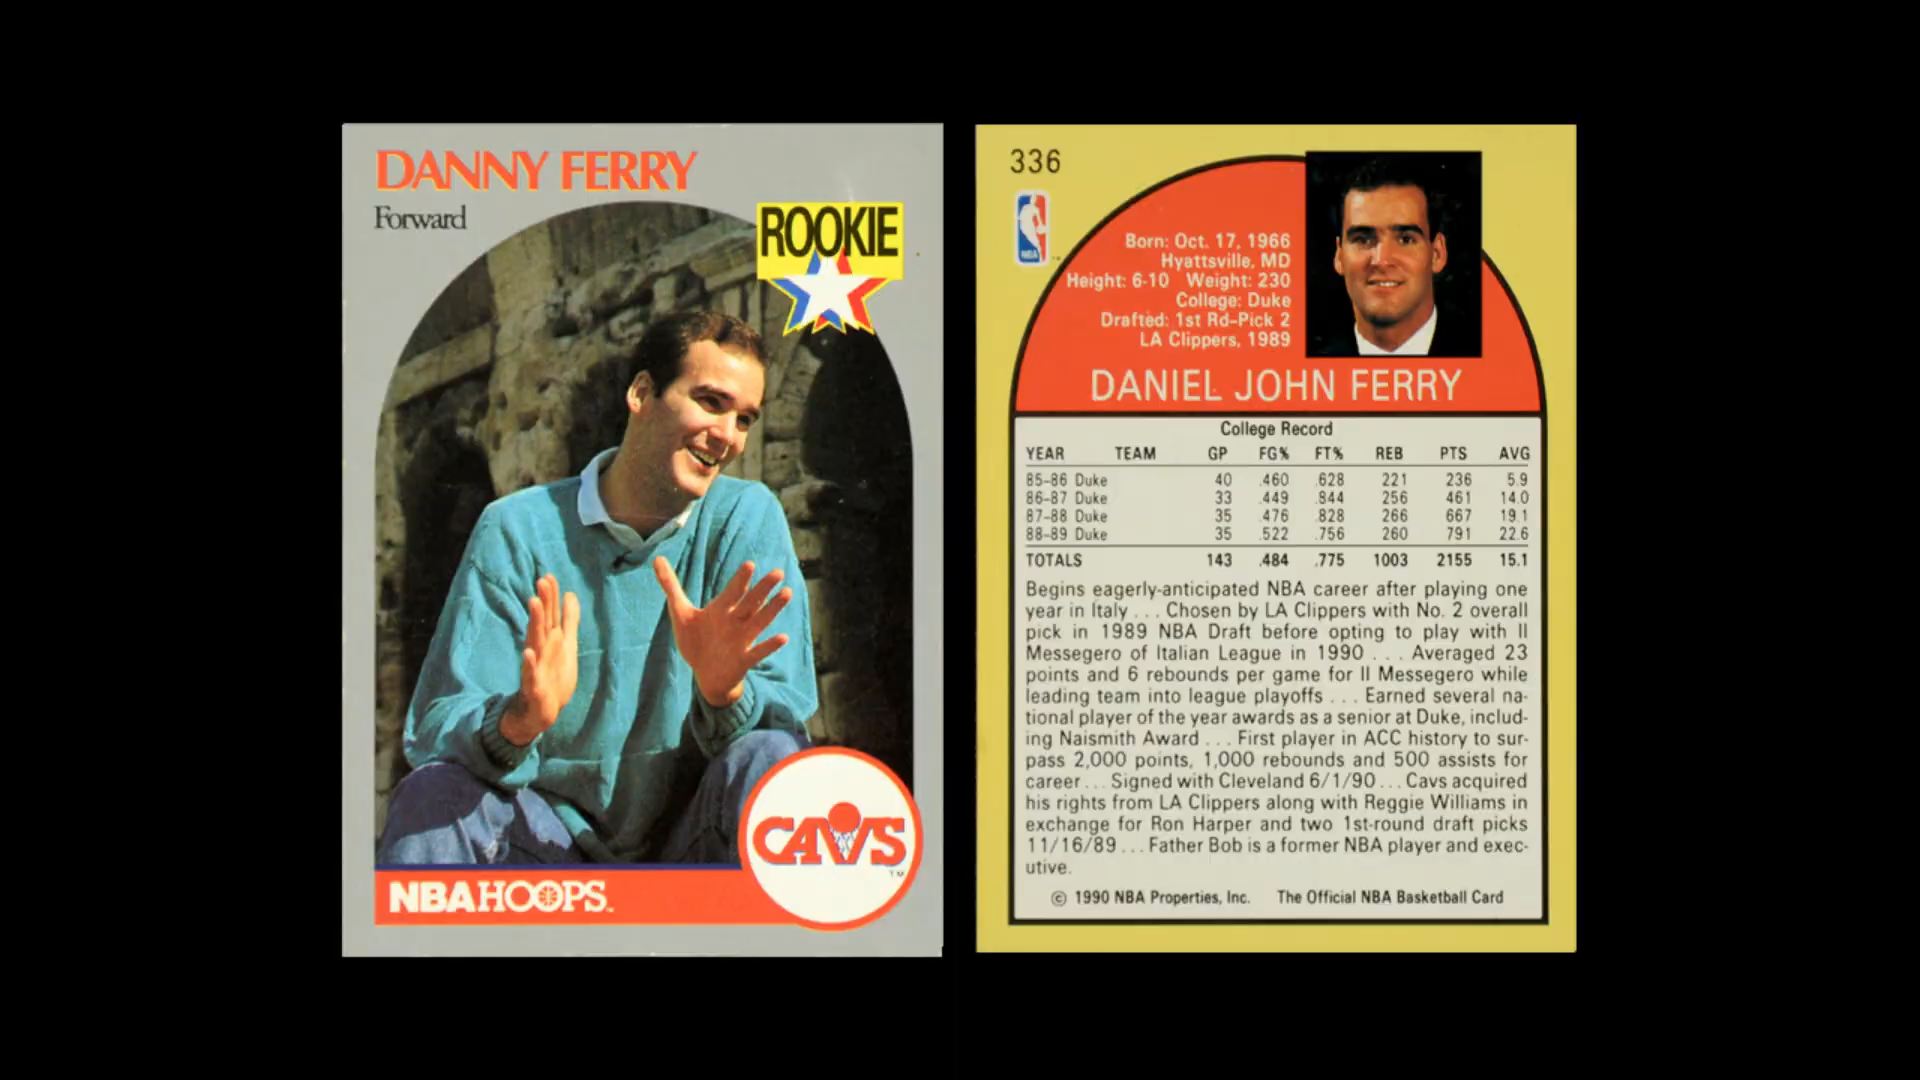 DANNY FERRY
Forward
ROOKIE
CAVS
TM
NBA HOOPS
336
NBA
Born: Oct. 17, 1966
Hyattsville, MD
Height: 6-10 Weight: 230
College: Duke
Drafted: 1st Rd-Pick 2
LA Clippers, 1989
DANIEL JOHN FERRY
College Record
YEAR TEAM GP FG% FT% REB PTS AVG
85-86 Duke 40 .460 .628 221 236 5.9
86-87 Duke 33 .449 .844 256 461 14.0
87-88 Duke 35 .476 .828 266 667 19.1
88-89 Duke 35 .522 .756 260 791 22.6
TOTALS 143 .484 .775 1003 2155 15.1
Begins eagerly-anticipated NBA career after playing one
year in Italy . . . Chosen by LA Clippers with No. 2 overall
pick in 1989 NBA Draft before opting to play with Il
Messegero of Italian League in 1990 . . . Averaged 23
points and 6 rebounds per game for Il Messegero while
leading team into league playoffs . . . Earned several na-
tional player of the year awards as a senior at Duke, includ-
ing Naismith Award . . . First player in ACC history to sur-
pass 2,000 points, 1,000 rebounds and 500 assists for
career . . . Signed with Cleveland 6/1/90 . . . Cavs acquired
his rights from LA Clippers along with Reggie Williams in
exchange for Ron Harper and two 1st-round draft picks
11/16/89 . . . Father Bob is a former NBA player and exec-
utive.
© 1990 NBA Properties, Inc. The Official NBA Basketball Card